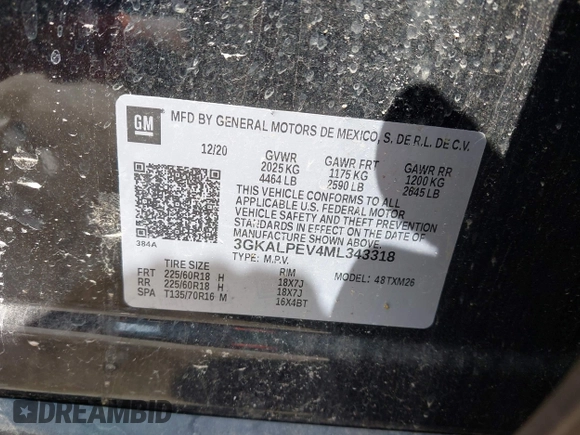 GM
MFD BY GENERAL MOTORS DE MEXICO, S. DE R.L. DE C.V.
12/20 GVWR GAWR FRT GAWR RR
2025 KG 1175 KG 1200 KG
4464 LB 2590 LB 2645 LB
THIS VEHICLE CONFORMS TO ALL
APPLICABLE U.S. FEDERAL MOTOR
VEHICLE SAFETY AND THEFT PREVENTION
STANDARDS IN EFFECT ON THE DATE OF
MANUFACTURE SHOWN ABOVE.
384A
3GKALPEV4ML343318
TYPE: M.P.V.
MODEL: 48TXM26
TIRE SIZE RIM
FRT 225/60R18 H 18X7J
RR 225/60R18 H 18X7J
SPA T135/70R16 M 16X4BT
DREAMBID